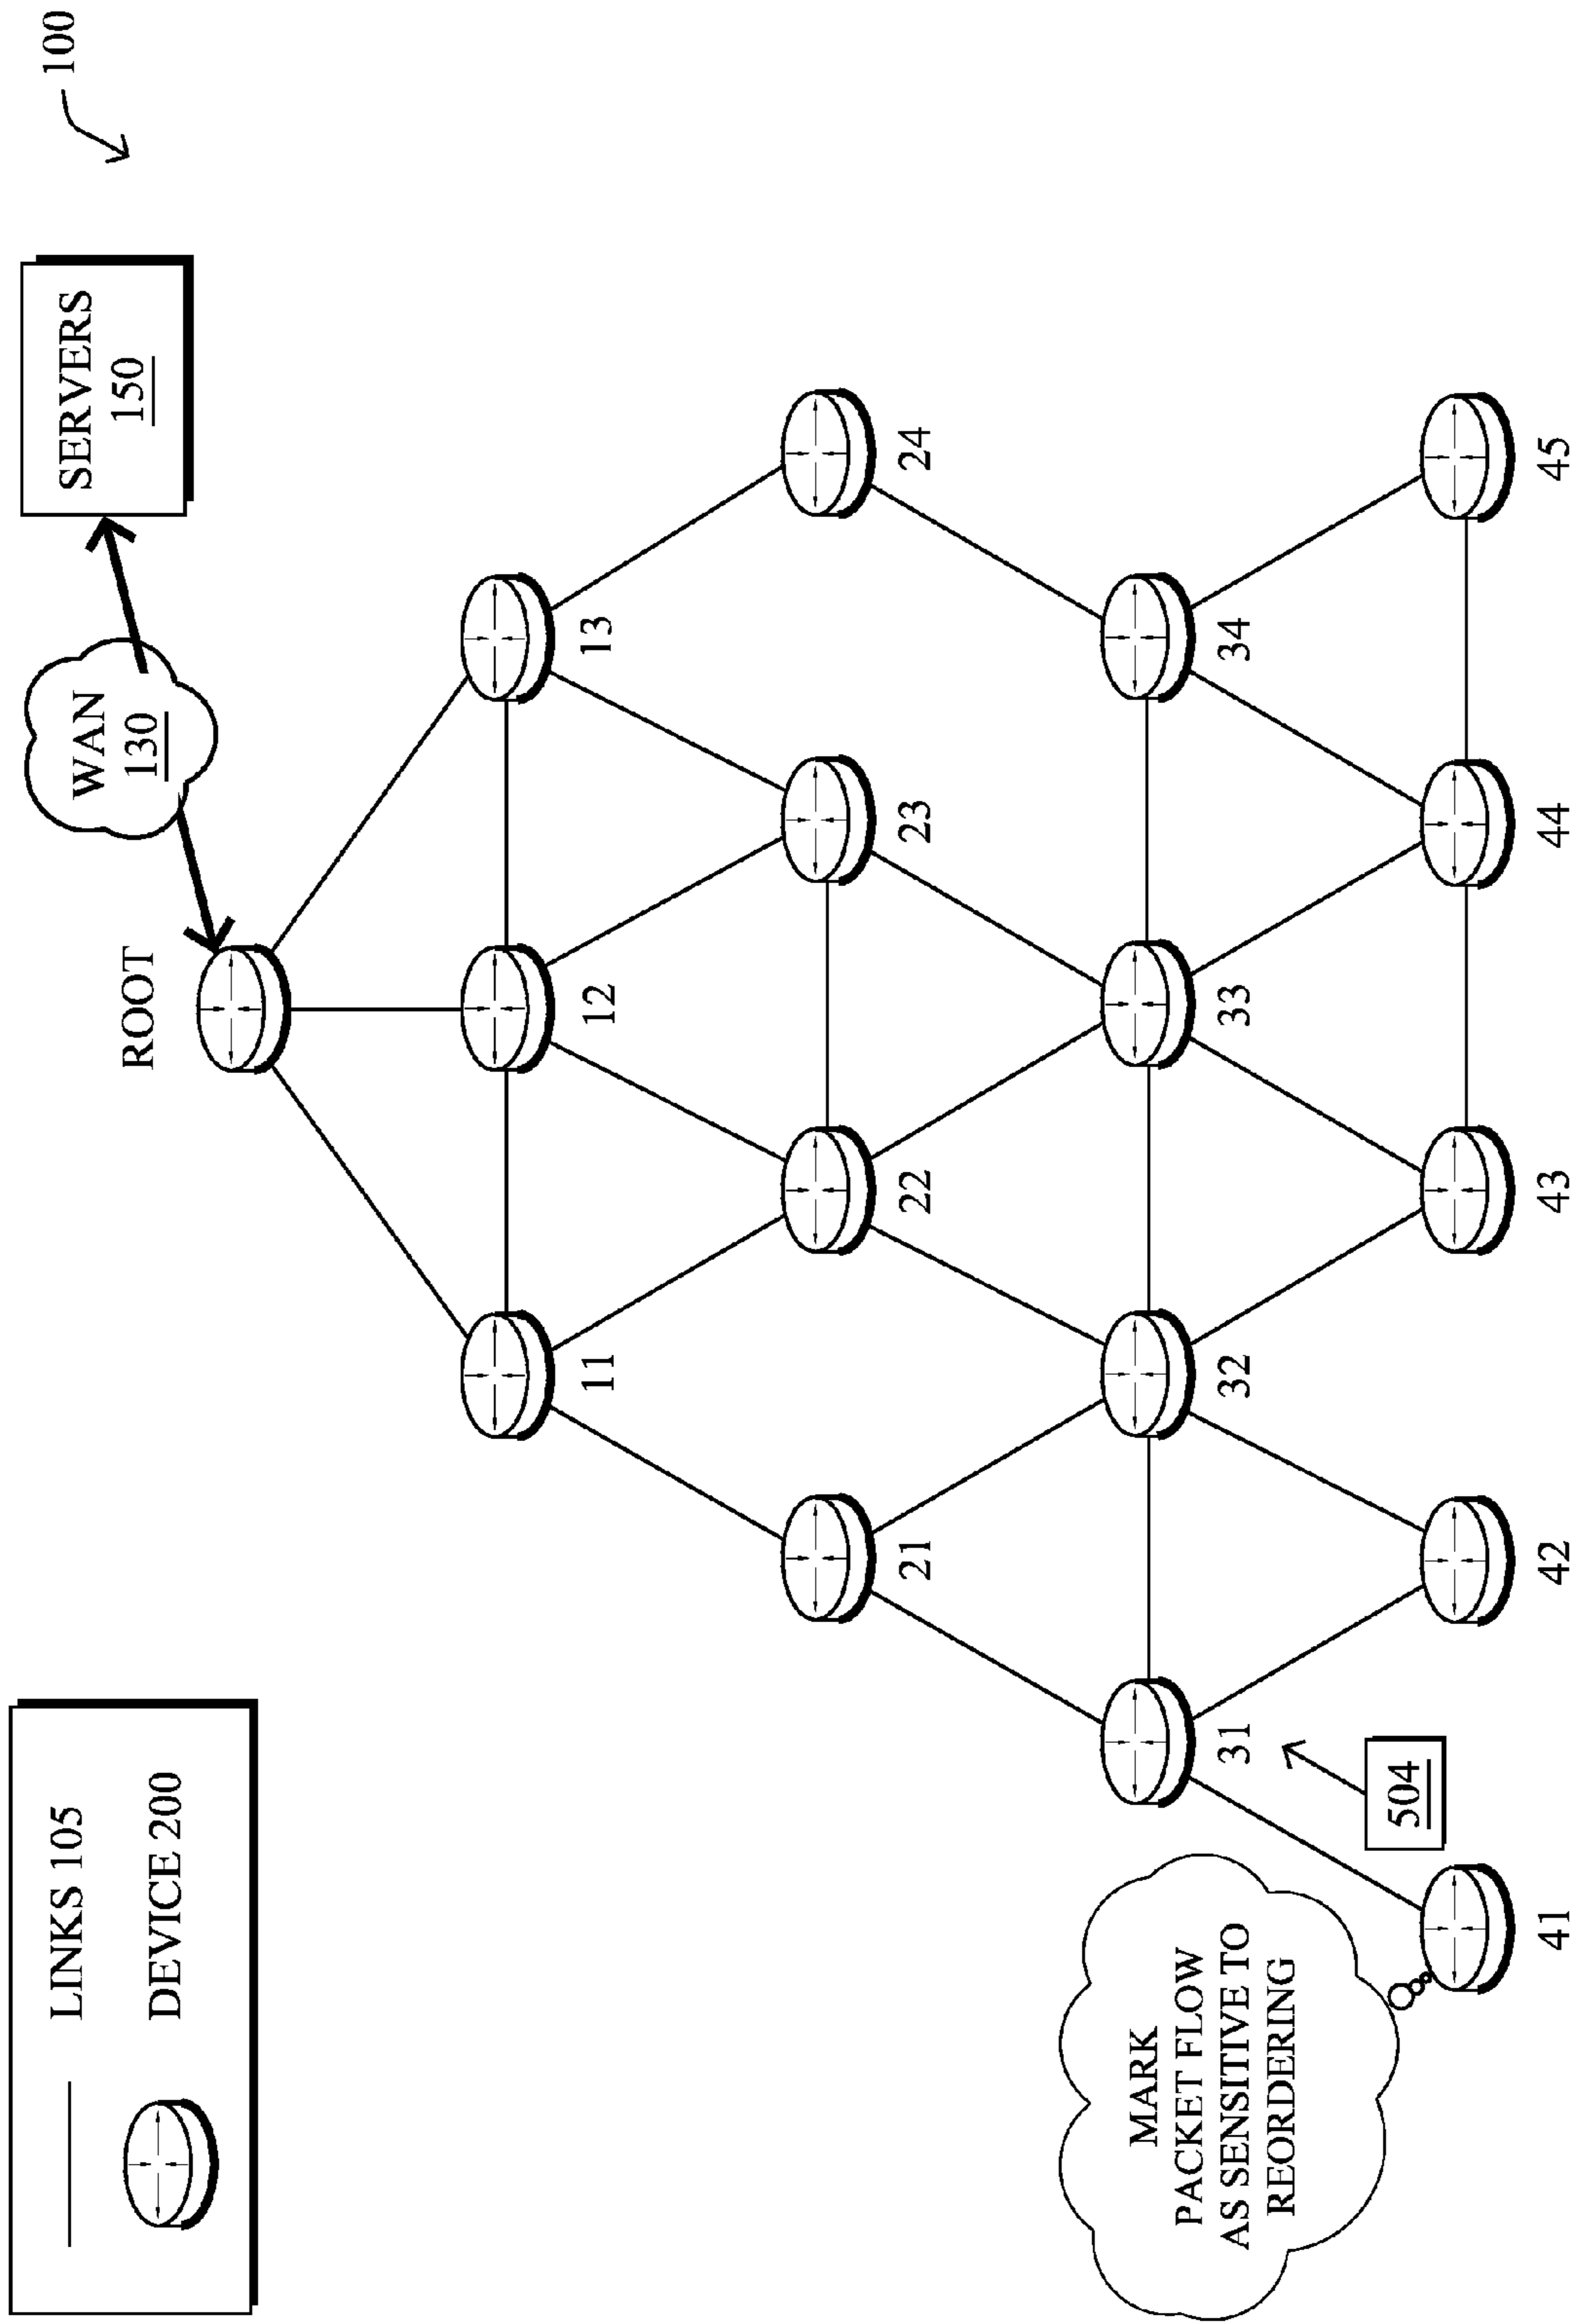 LINKS 105
DEVICE 200
WAN
130
SERVERS
150
100
ROOT
11
12
13
21
22
23
24
31
32
33
34
MARK
PACKET FLOW
AS SENSITIVE TO
REORDERING
504
41
42
43
44
45